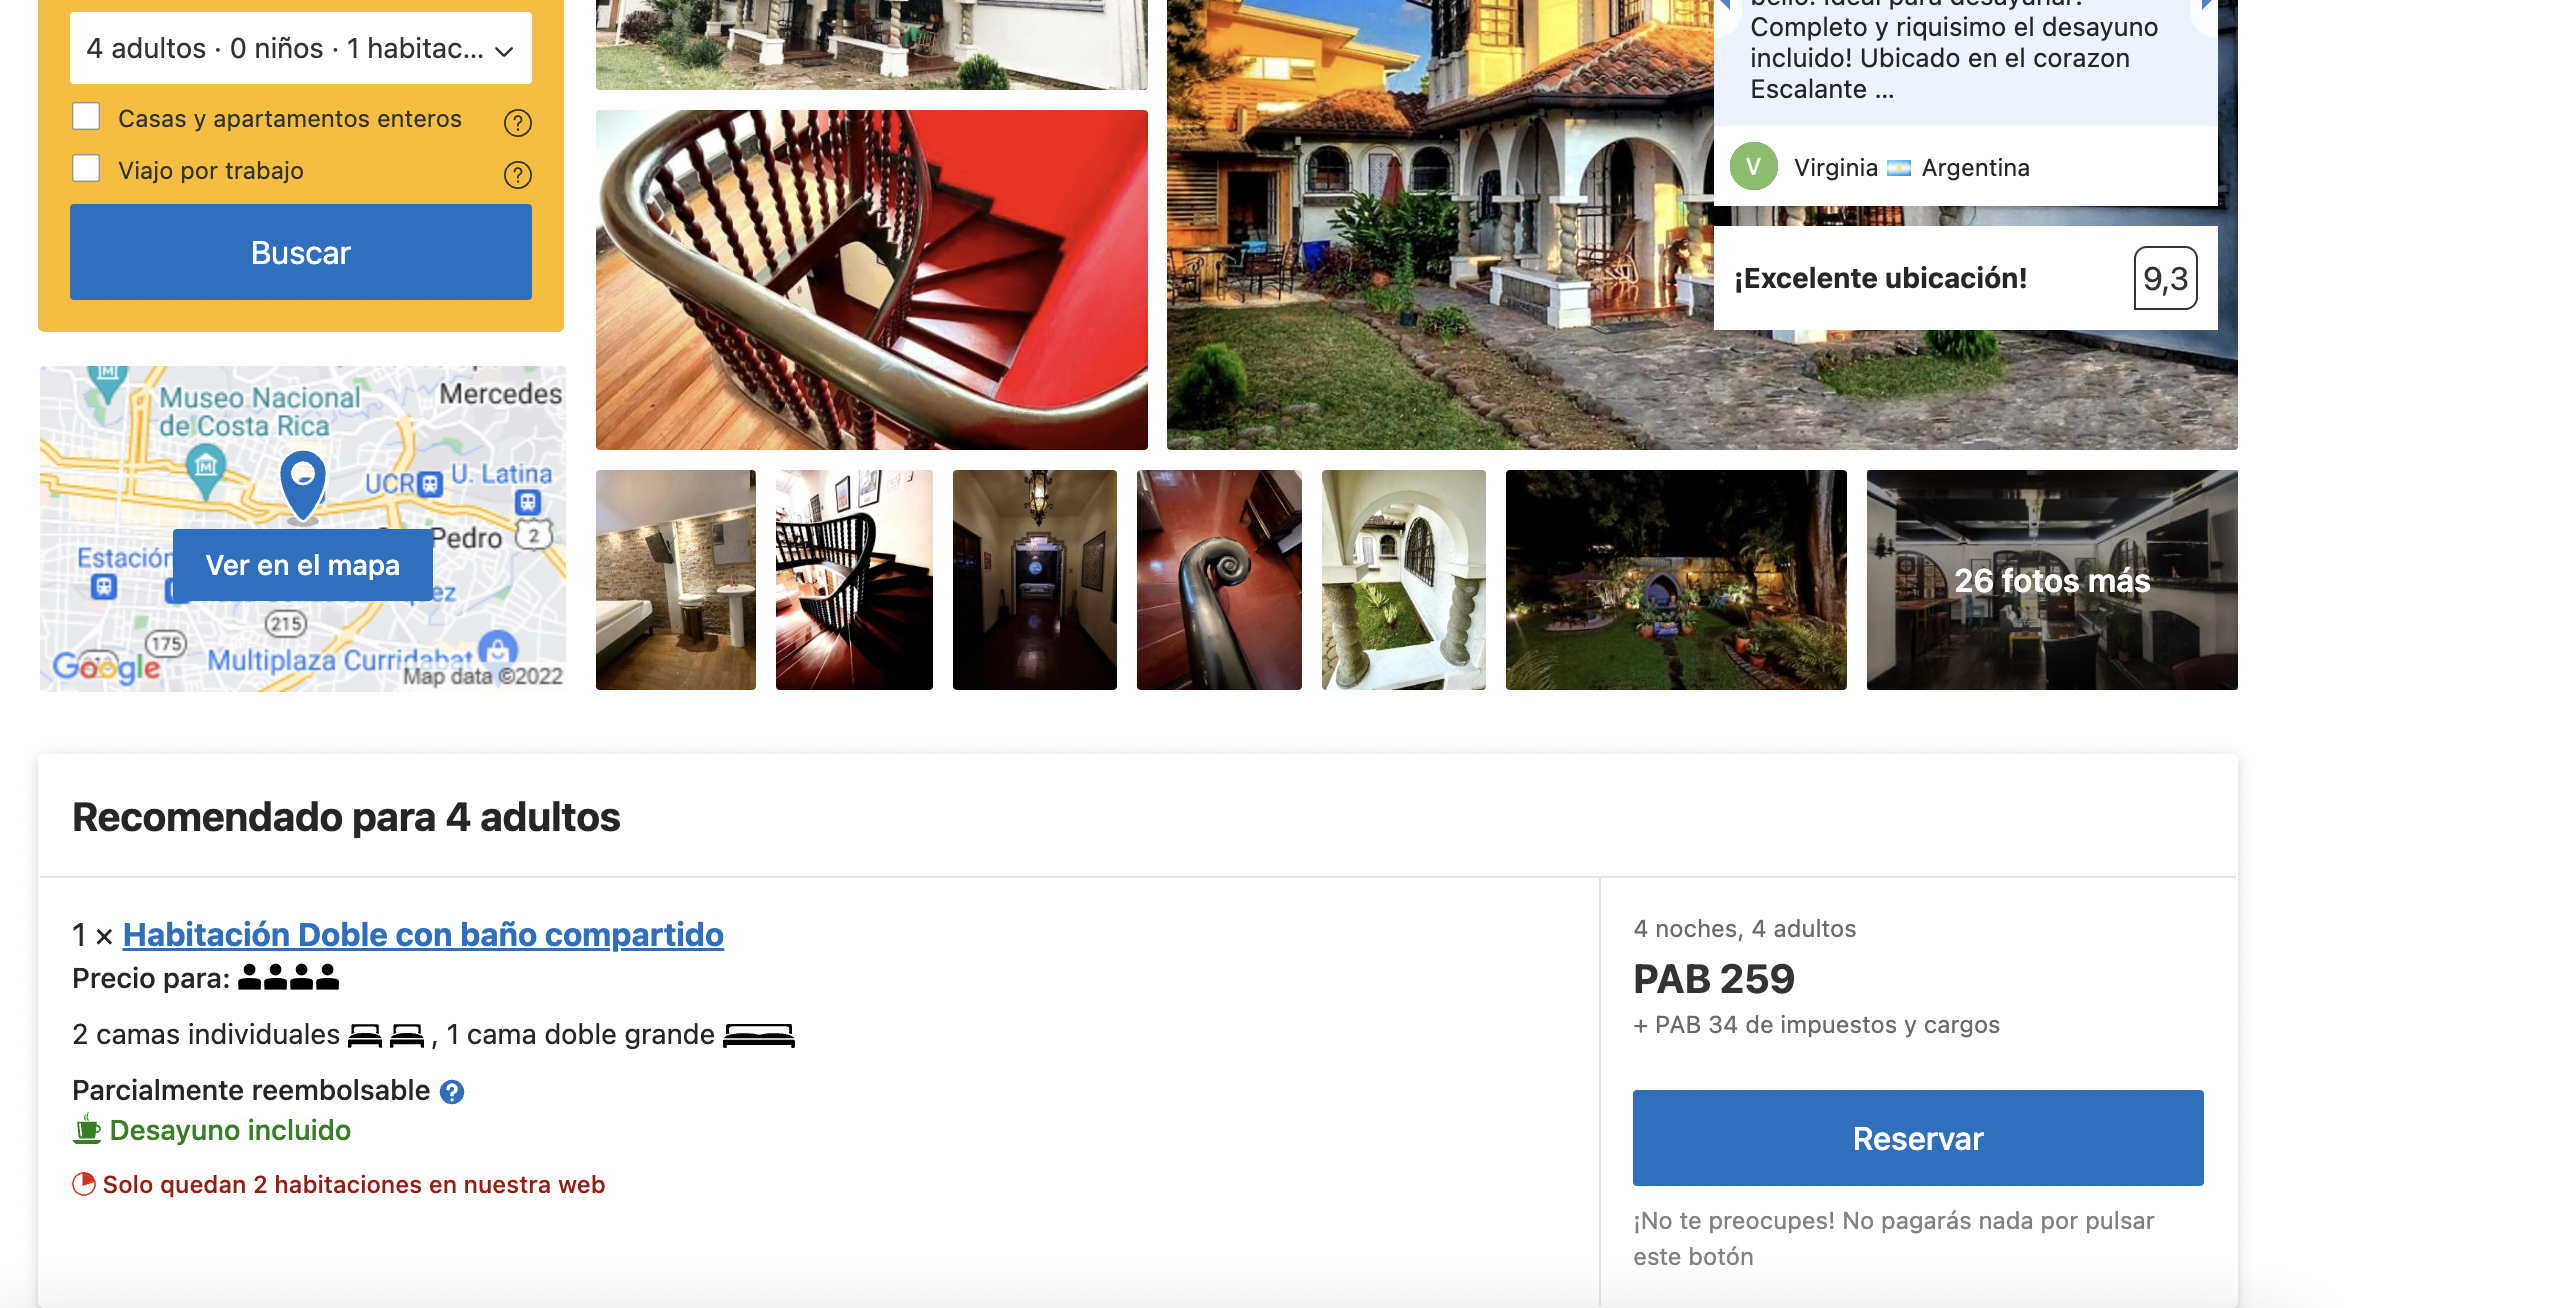 4 adultos · 0 niños · 1 habitac...
Casas y apartamentos enteros
Viajo por trabajo
Buscar
Completo y riquisimo el desayuno
incluido! Ubicado en el corazon
Escalante ...
V Virginia Argentina
¡Excelente ubicación! 9,3
Museo Nacional
de Costa Rica
Mercedes
UCR
U. Latina
Pedro
2
Estación
Ver en el mapa
215
175
Multiplaza Curridabat
Google
Map data ©2022
26 fotos más
Recomendado para 4 adultos
1 × Habitación Doble con baño compartido
Precio para:
2 camas individuales , 1 cama doble grande
Parcialmente reembolsable
Desayuno incluido
Solo quedan 2 habitaciones en nuestra web
4 noches, 4 adultos
PAB 259
+ PAB 34 de impuestos y cargos
Reservar
¡No te preocupes! No pagarás nada por pulsar
este botón